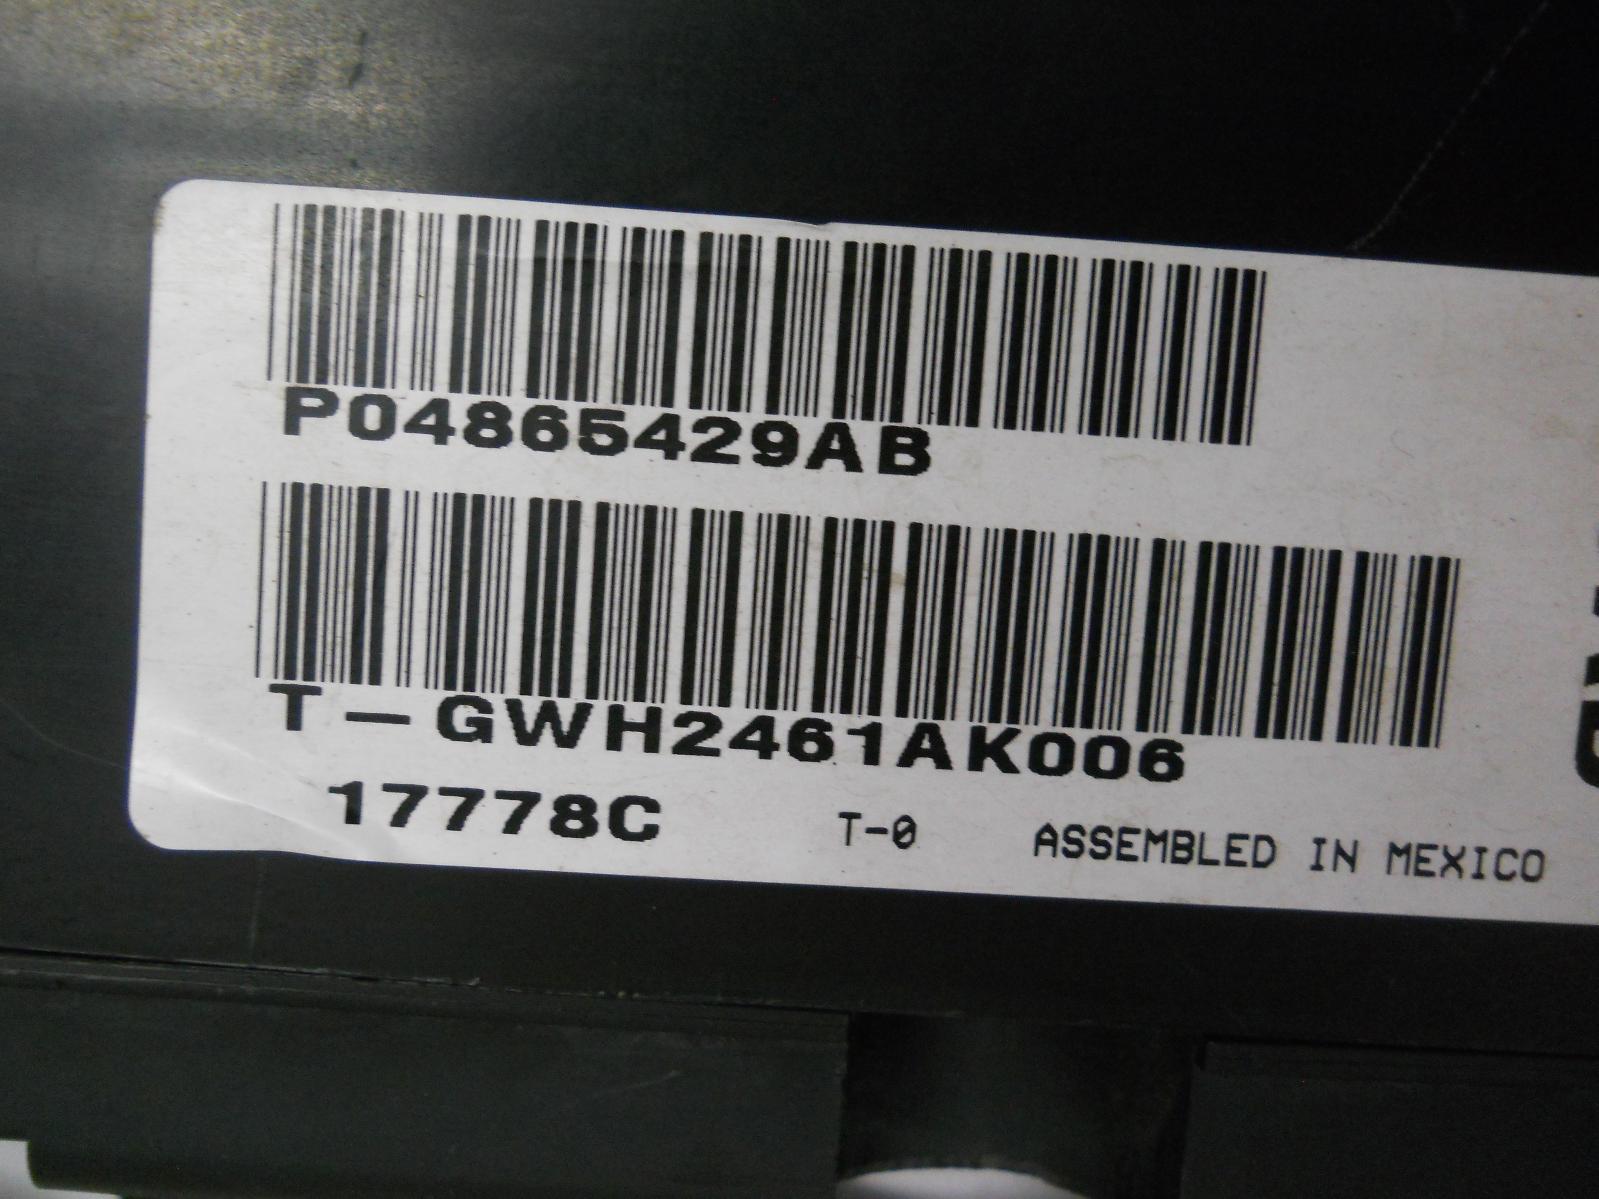 P04865429AB
T-GWH2461AK006
17778C T-0 ASSEMBLED IN MEXICO